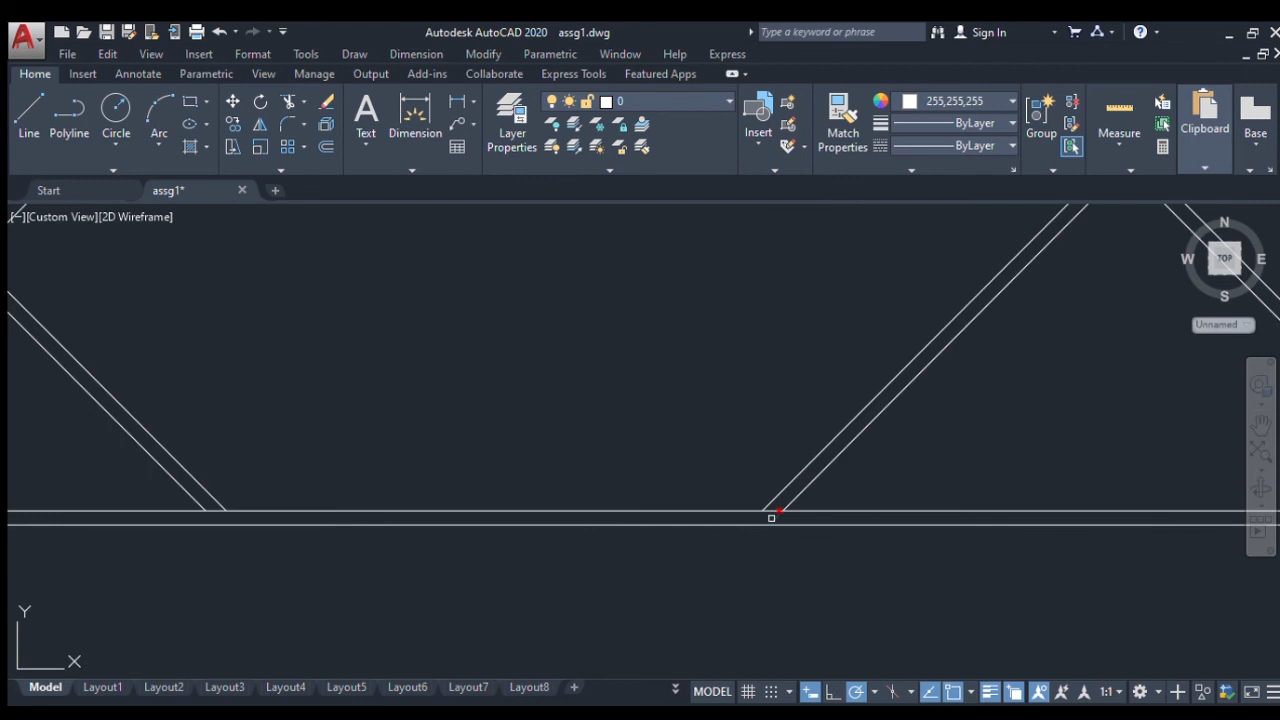 Autodesk AutoCAD 2020 assg1.dwg Type a keyword or phrase Sign In
File Edit View Insert Format Tools Draw Dimension Modify Parametric Window Help Express
Home Insert Annotate Parametric View Manage Output Add-ins Collaborate Express Tools Featured Apps
0 255,255,255
ByLayer
ByLayer
Line Polyline Circle Arc Text Dimension Layer Properties Insert Match Properties Group Measure Clipboard Base
Start assg1*
[−][Custom View][2D Wireframe]
N
W TOP E
S
Unnamed
Y
X
Model Layout1 Layout2 Layout3 Layout4 Layout5 Layout6 Layout7 Layout8 MODEL 1:1